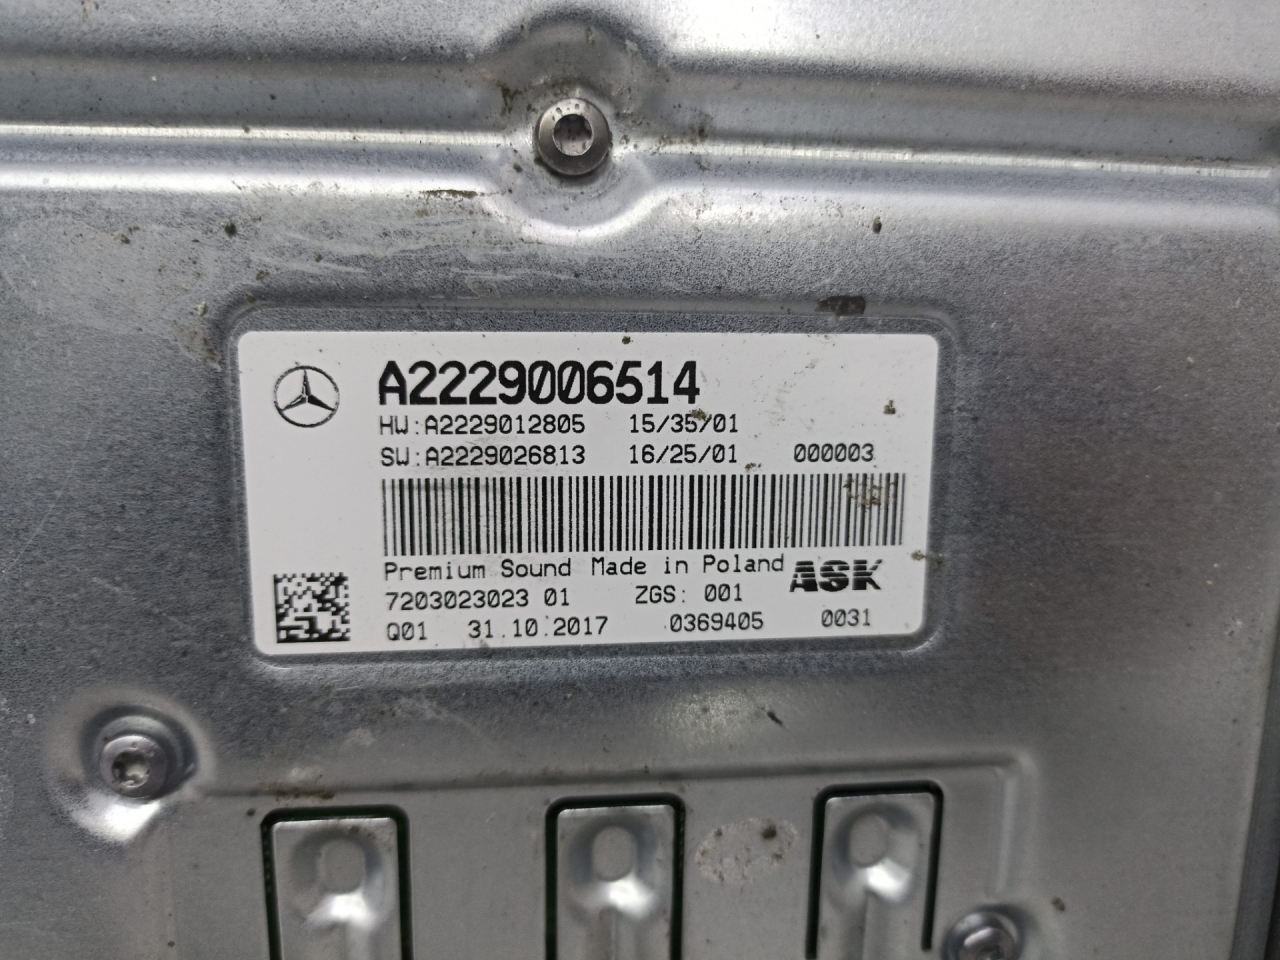 A2229006514
HW:A2229012805 15/35/01
SW:A2229026813 16/25/01 000003
Premium Sound Made in Poland ASK
7203023023 01 ZGS: 001
Q01 31.10.2017 0369405 0031